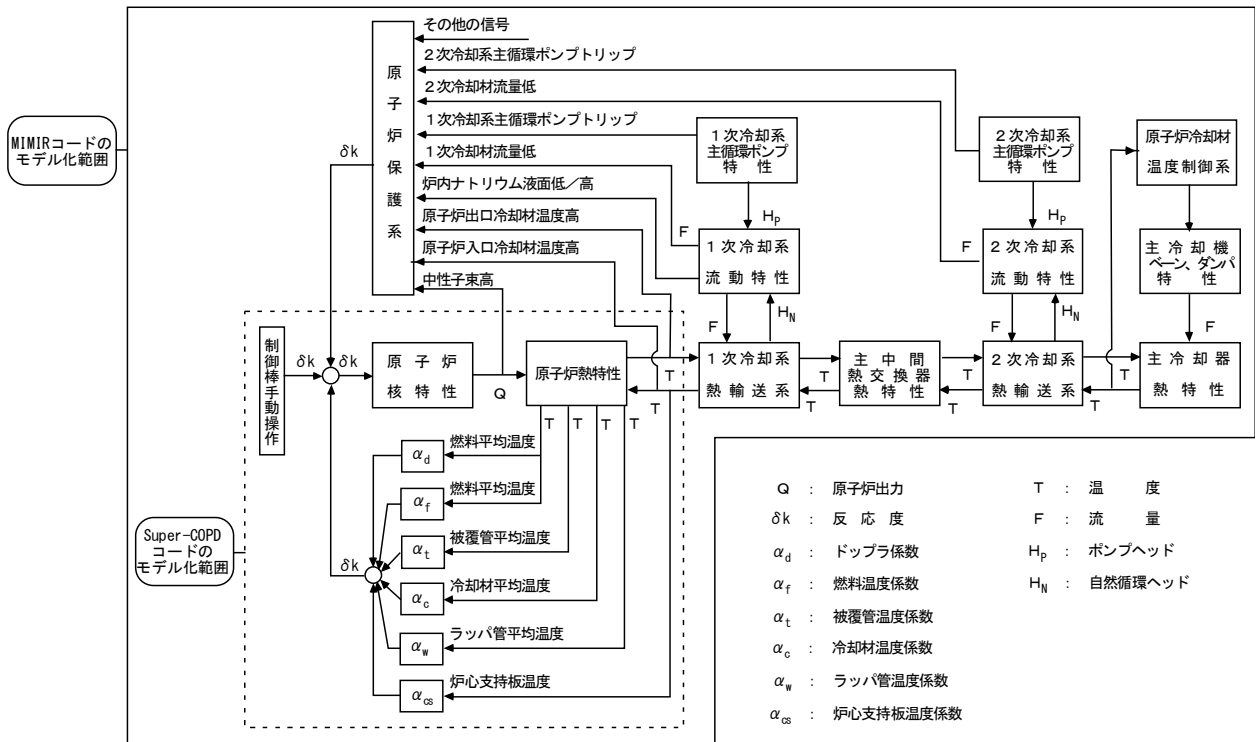 その他の信号
２次冷却系主循環ポンプトリップ
２次冷却材流量低
１次冷却系主循環ポンプトリップ
１次冷却材流量低
炉内ナトリウム液面低／高
原子炉出口冷却材温度高
原子炉入口冷却材温度高
中性子束高
原子炉保護系
MIMIRコードの
モデル化範囲
δk
１次冷却系
主循環ポンプ
特性
２次冷却系
主循環ポンプ
特性
原子炉冷却材
温度制御系
HP
HP
F
１次冷却系
流動特性
F
２次冷却系
流動特性
主冷却機
ベーン、ダンパ
特性
F
HN
F
HN
F
制御棒手動操作
δk
δk
原子炉
核特性
Q
原子炉熱特性
T
T
１次冷却系
熱輸送系
T
T
主中間
熱交換器
熱特性
T
T
２次冷却系
熱輸送系
T
T
主冷却器
熱特性
T
T
T
T
αd
燃料平均温度
αf
燃料平均温度
αt
被覆管平均温度
αc
冷却材平均温度
αw
ラッパ管平均温度
αcs
炉心支持板温度
δk
Super-COPD
コードの
モデル化範囲
Q : 原子炉出力
δk : 反応度
αd : ドップラ係数
αf : 燃料温度係数
αt : 被覆管温度係数
αc : 冷却材温度係数
αw : ラッパ管温度係数
αcs : 炉心支持板温度係数
T : 温度
F : 流量
HP : ポンプヘッド
HN : 自然循環ヘッド